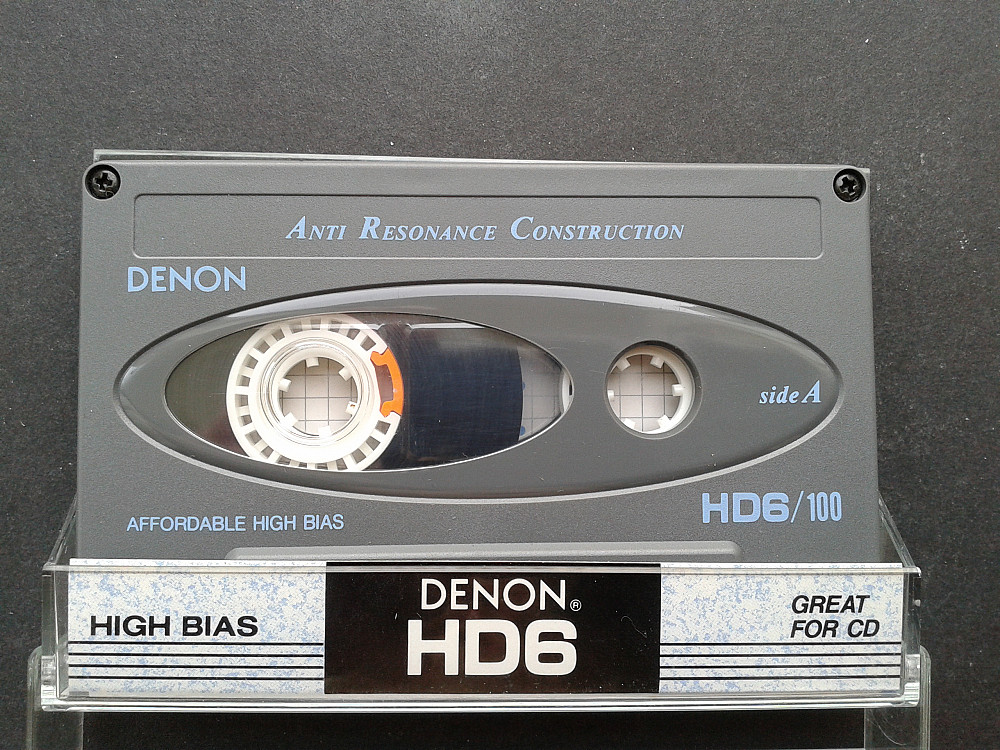 ANTI RESONANCE CONSTRUCTION
DENON
side A
HD6/100
AFFORDABLE HIGH BIAS
HIGH BIAS
DENON®
HD6
GREAT
FOR CD